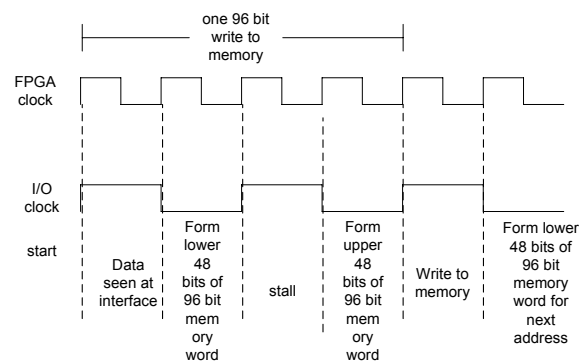 one 96 bit
write to
memory
FPGA
clock
I/O
clock
start
Data
seen at
interface
Form
lower
48
bits of
96 bit
mem
ory
word
stall
Form
upper
48
bits of
96 bit
mem
ory
word
Write to
memory
Form lower
48 bits of
96 bit
memory
word for
next
address